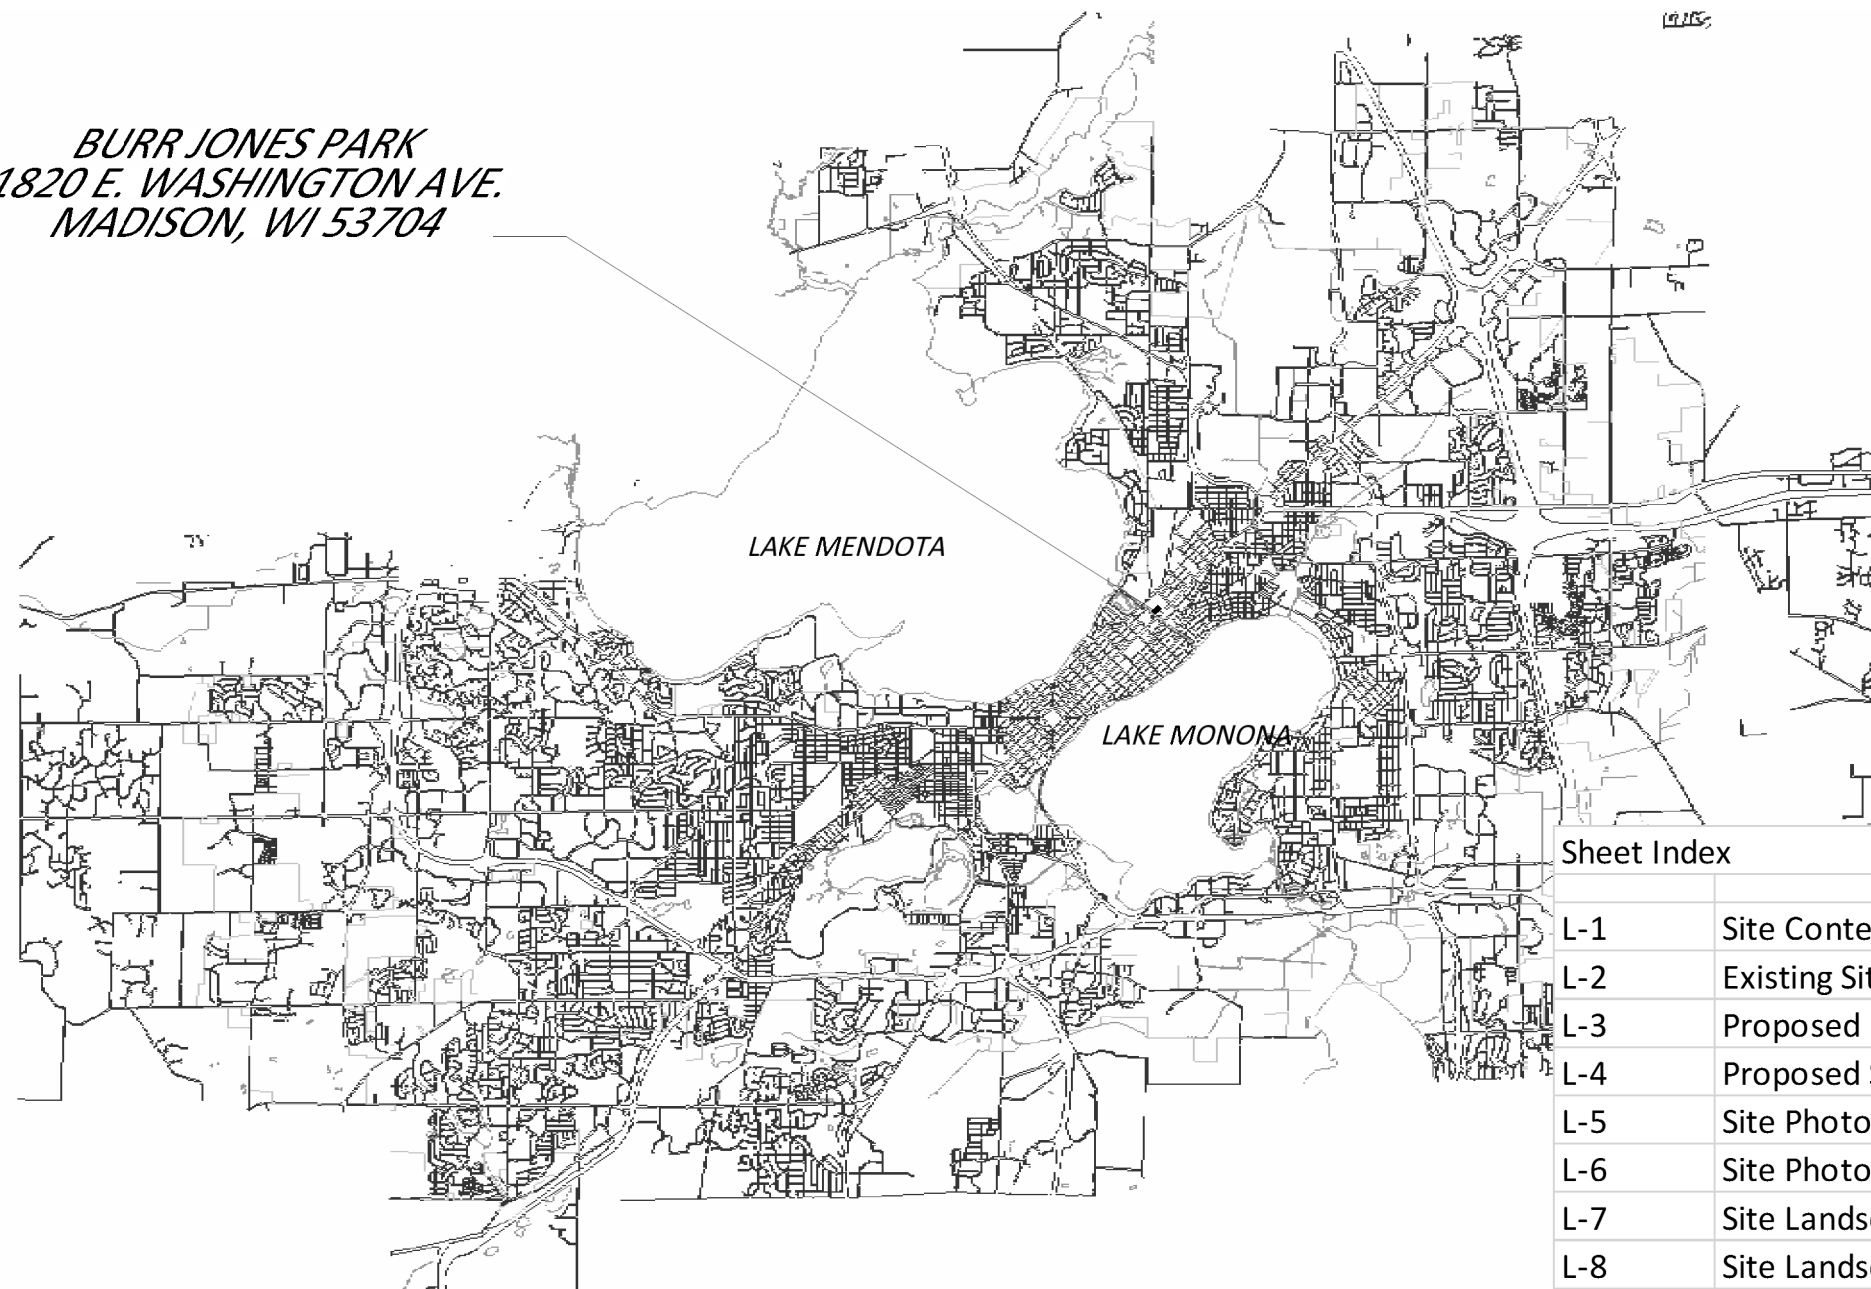 BURR JONES PARK
1820 E. WASHINGTON AVE.
MADISON, WI 53704
LAKE MENDOTA
LAKE MONONA
Sheet Index
L-1 Site Conte
L-2 Existing Sit
L-3 Proposed
L-4 Proposed
L-5 Site Photo
L-6 Site Photo
L-7 Site Lands
L-8 Site Lands